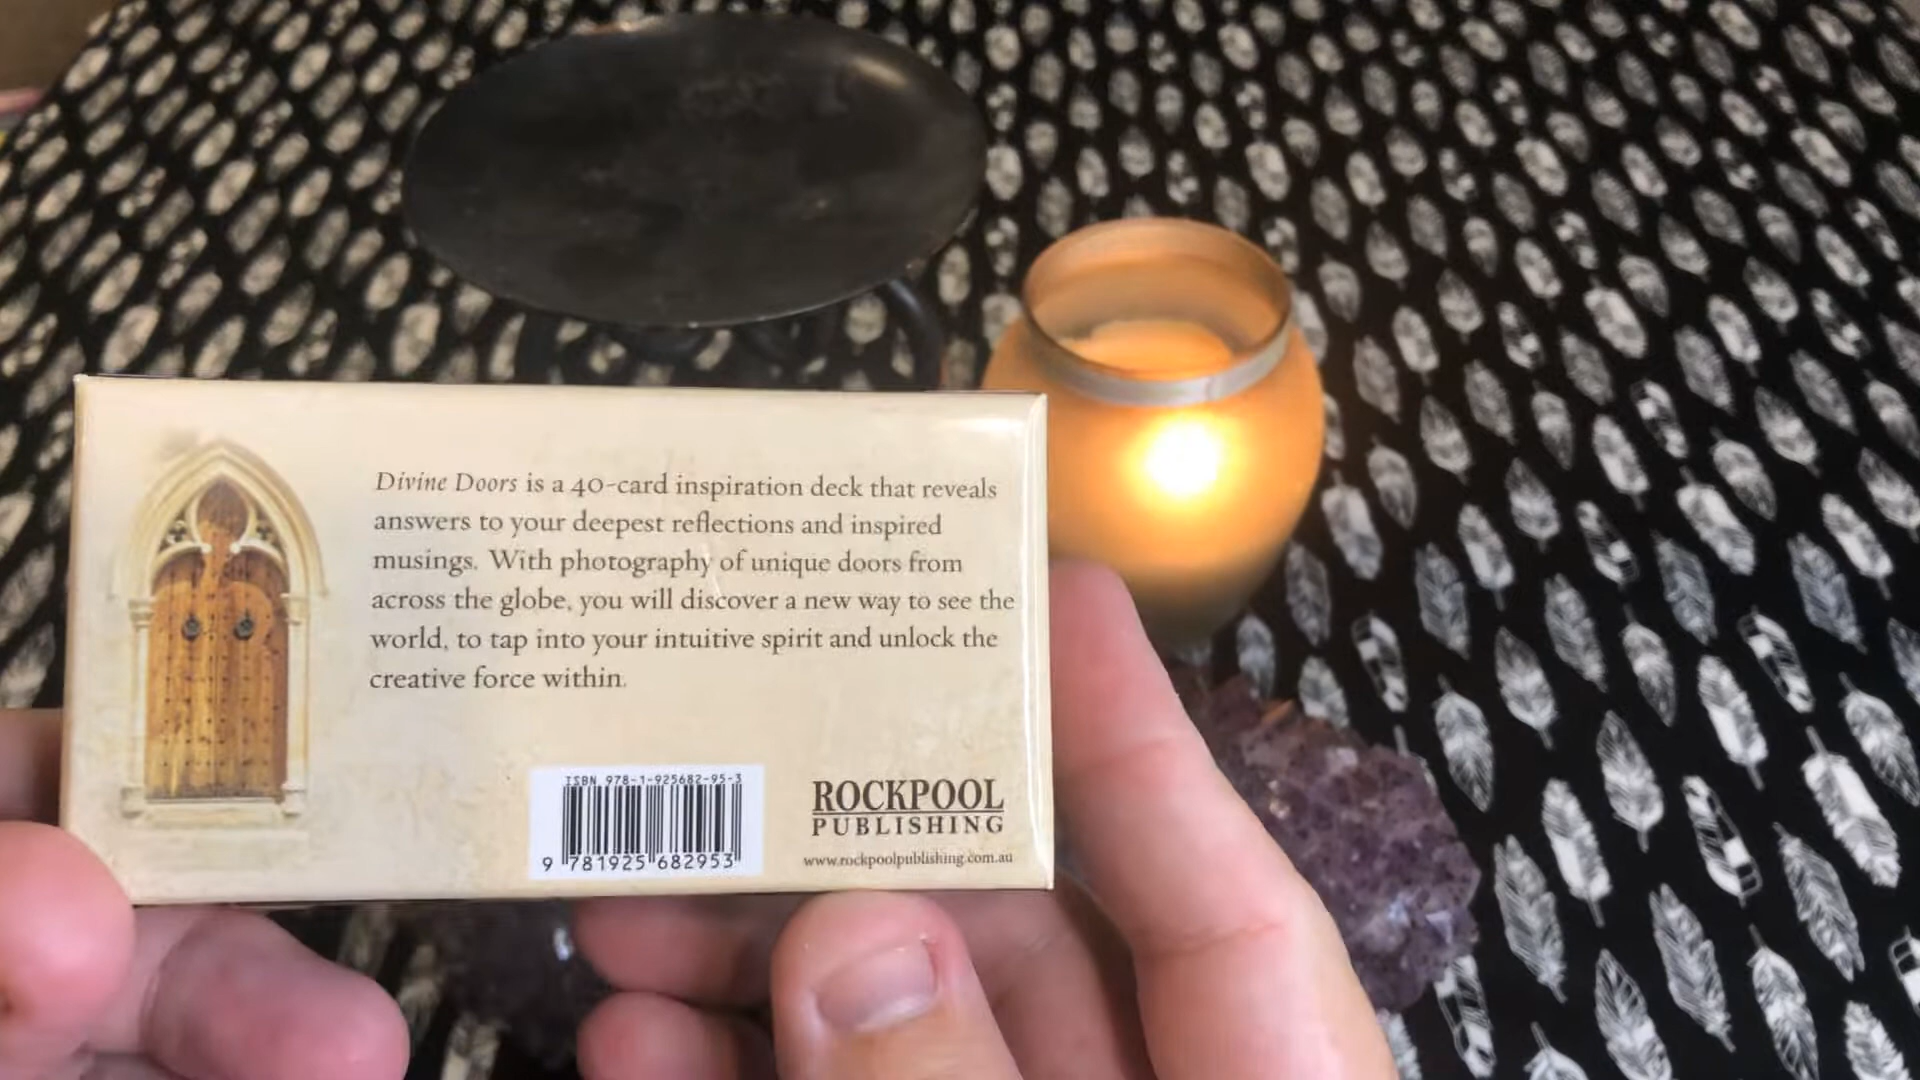 Divine Doors is a 40-card inspiration deck that reveals
answers to your deepest reflections and inspired
musings. With photography of unique doors from
across the globe, you will discover a new way to see the
world, to tap into your intuitive spirit and unlock the
creative force within.
ISBN 978-1-925682-95-3
9 781925 682953
ROCKPOOL
PUBLISHING
www.rockpoolpublishing.com.au